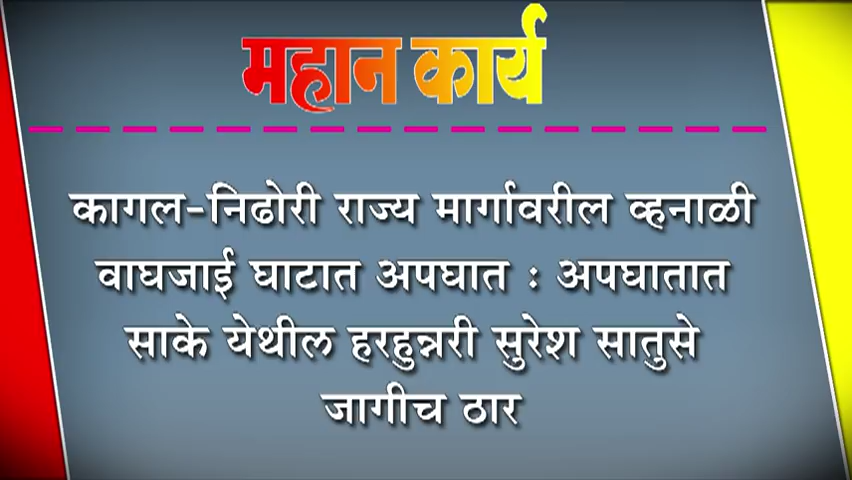 महान कार्य
कागल-निढोरी राज्य मार्गावरील व्हनाळी
वाघजाई घाटात अपघात : अपघातात
साके येथील हरहुन्नरी सुरेश सातुसे
जागीच ठार